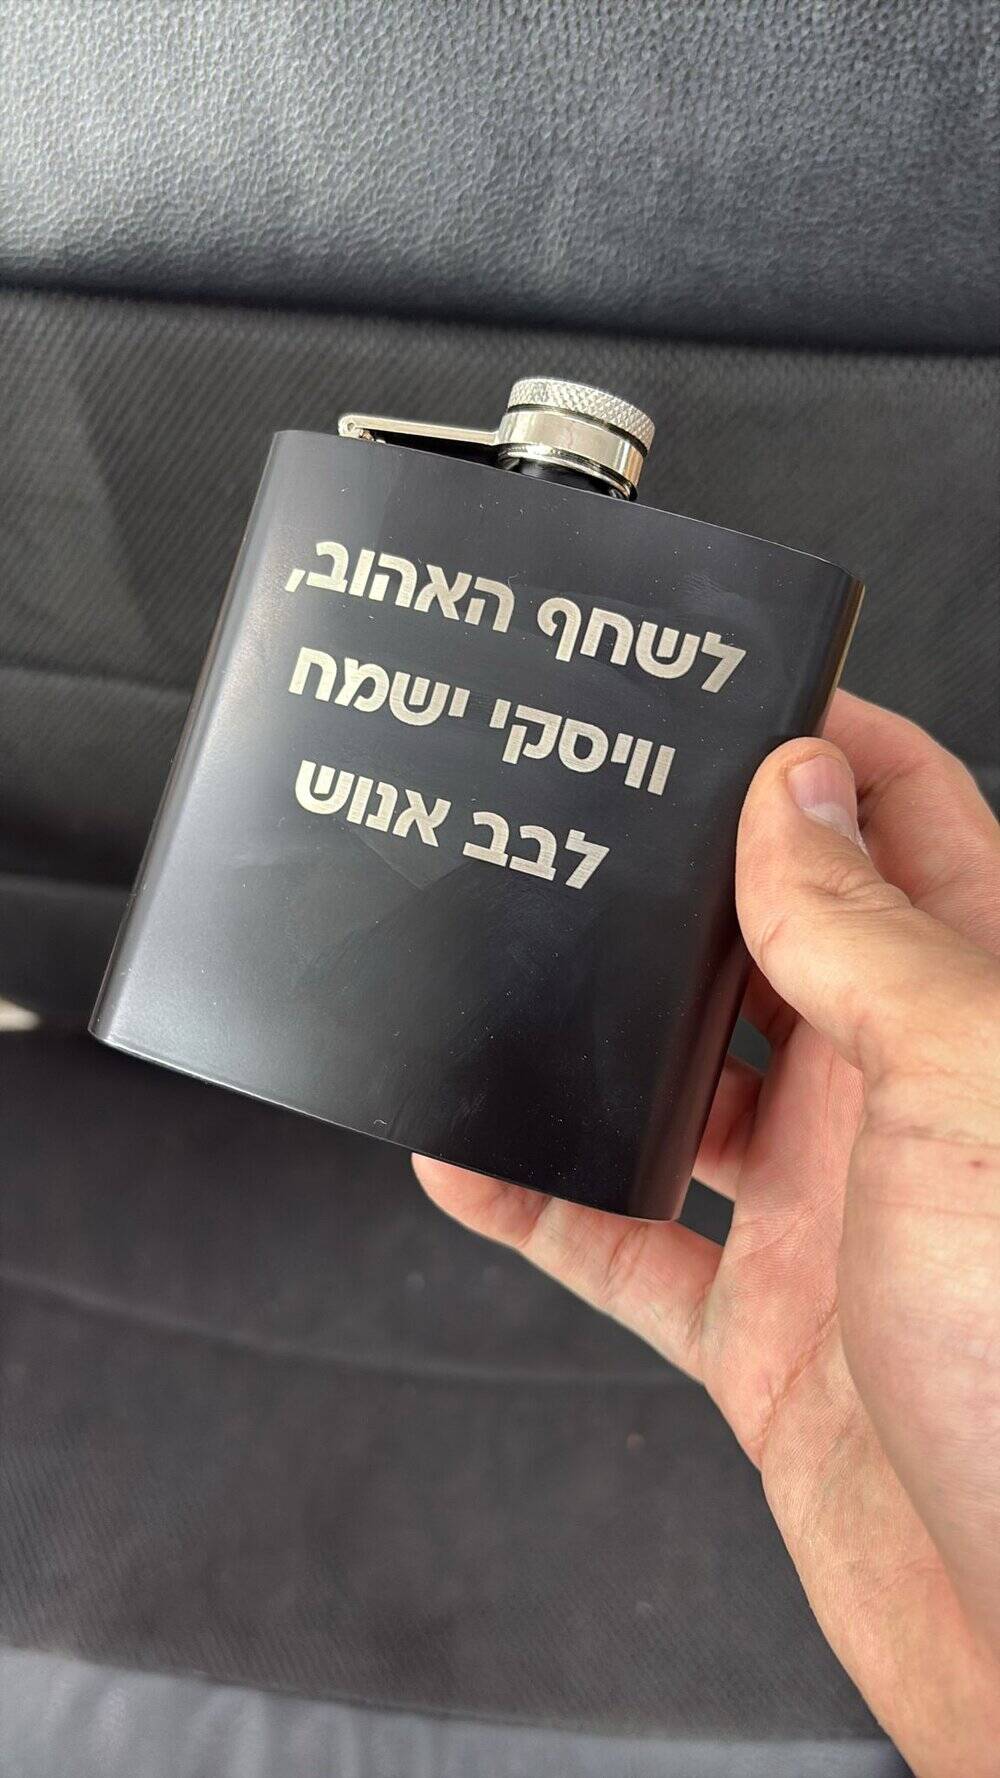 לשחף האהוב,
וויסקי ישמח
לבב אנוש